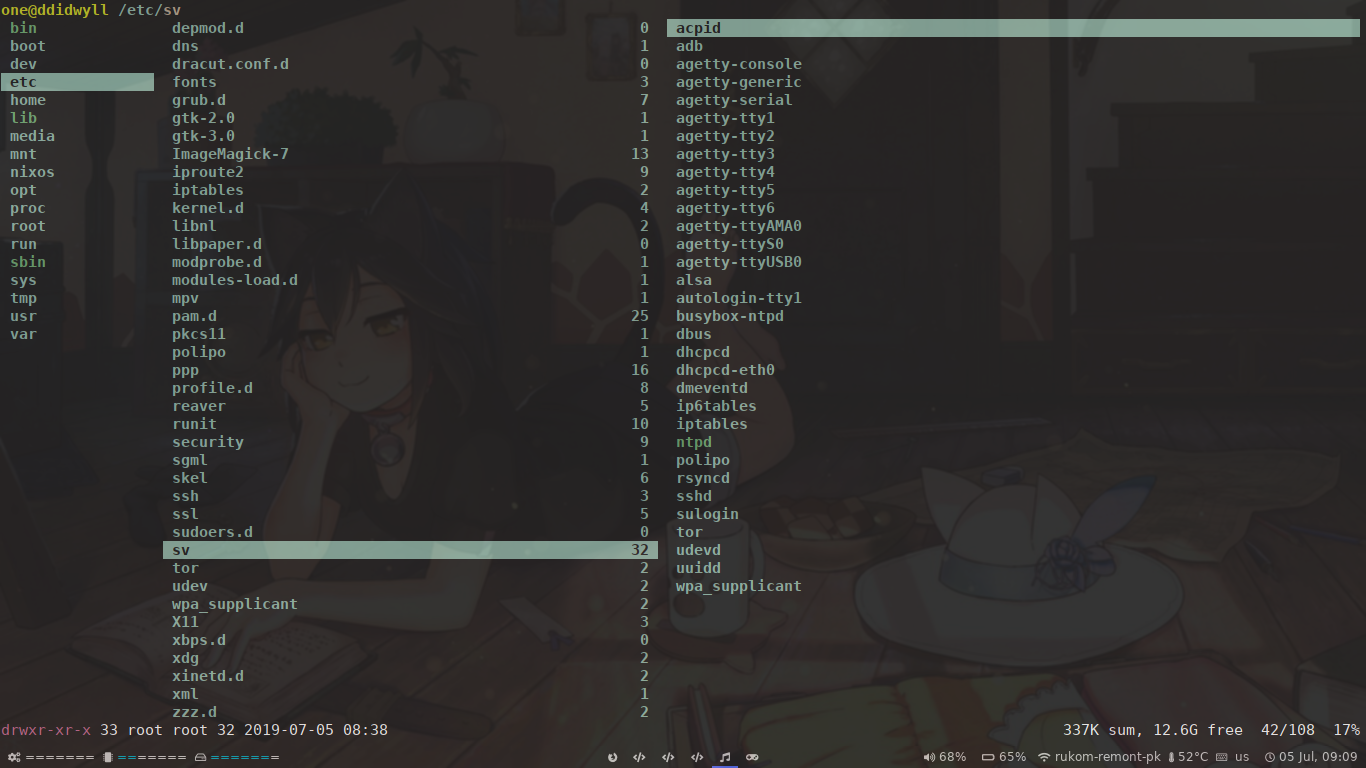 one@ddidwyll /etc/sv
bin
boot
dev
etc
home
lib
media
mnt
nixos
opt
proc
root
run
sbin
sys
tmp
usr
var
depmod.d 0
dns 1
dracut.conf.d 0
fonts 3
grub.d 7
gtk-2.0 1
gtk-3.0 1
ImageMagick-7 13
iproute2 9
iptables 2
kernel.d 4
libnl 2
libpaper.d 0
modprobe.d 1
modules-load.d 1
mpv 1
pam.d 25
pkcs11 1
polipo 1
ppp 16
profile.d 8
reaver 5
runit 10
security 9
sgml 1
skel 6
ssh 3
ssl 5
sudoers.d 0
sv 32
tor 2
udev 2
wpa_supplicant 2
X11 3
xbps.d 0
xdg 2
xinetd.d 2
xml 1
zzz.d 2
acpid
adb
agetty-console
agetty-generic
agetty-serial
agetty-tty1
agetty-tty2
agetty-tty3
agetty-tty4
agetty-tty5
agetty-tty6
agetty-ttyAMA0
agetty-ttyS0
agetty-ttyUSB0
alsa
autologin-tty1
busybox-ntpd
dbus
dhcpcd
dhcpcd-eth0
dmeventd
ip6tables
iptables
ntpd
polipo
rsyncd
sshd
sulogin
tor
udevd
uuidd
wpa_supplicant
drwxr-xr-x 33 root root 32 2019-07-05 08:38 337K sum, 12.6G free 42/108 17%
======= ======= ======= 68% 65% rukom-remont-pk 52°C us 05 Jul, 09:09